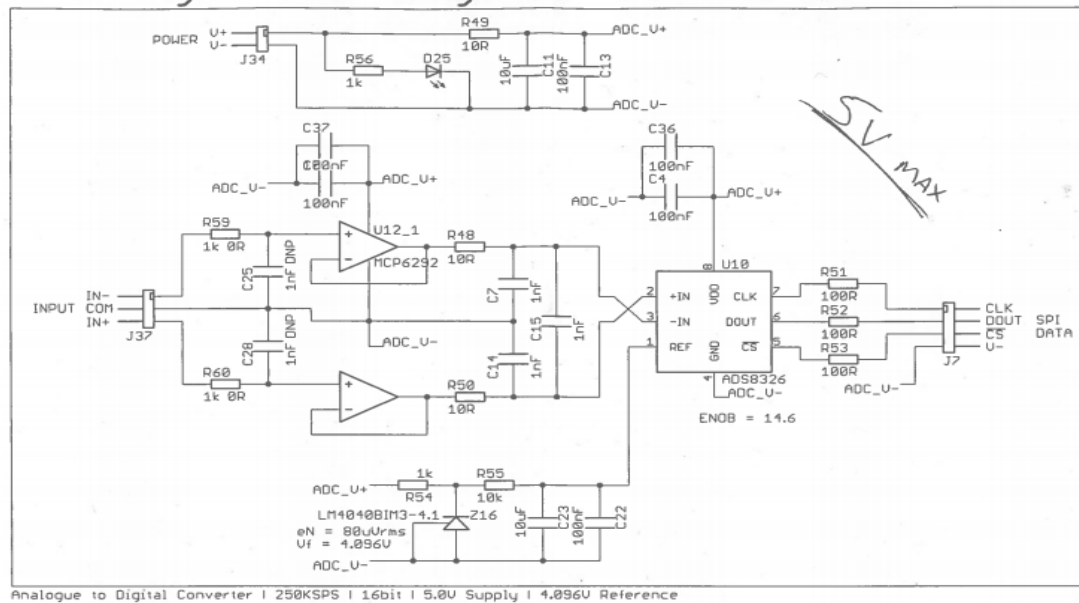 POWER V+
V-
J34
R49
10R
ADC_V+
R56
1k
D25
10uF
C11
100nF
C13
ADC_V-
C37
100nF
ADC_V-
ADC_V+
100nF
C36
100nF
C4
ADC_V-
ADC_V+
100nF
5V MAX
R59
1k 0R
U12_1
MCP6292
R48
10R
C25
1nF DNP
IN-
INPUT COM
IN+
J37
C28
1nF DNP
ADC_V-
C7
1nF
C15
1nF
C14
1nF
R60
1k 0R
R50
10R
U10
8
2 +IN VDD CLK 7
3 -IN DOUT 6
1 REF GND CS 5
4
ADS8326
ADC_V-
ENOB = 14.6
R51
100R
R52
100R
R53
100R
CLK
DOUT SPI
CS DATA
V-
J7
ADC_V-
ADC_V+
1k
R54
R55
10k
LM4040BIM3-4.1
Z16
eN = 80uVrms
Vf = 4.096V
ADC_V-
10uF
C23
100nF
C22
Analogue to Digital Converter | 250KSPS | 16bit | 5.0V Supply | 4.096V Reference